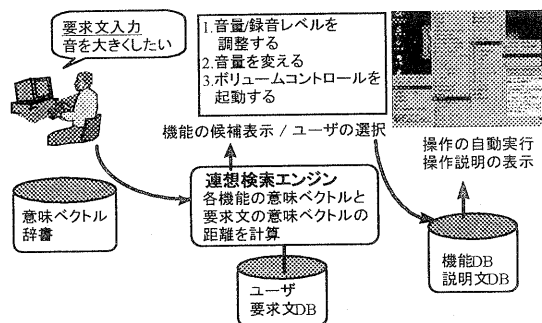 要求文入力
音を大きくしたい
1.音量/録音レベルを
調整する
2.音量を変える
3.ボリュームコントロールを
起動する
機能の候補表示 / ユーザの選択
操作の自動実行
操作説明の表示
連想検索エンジン
各機能の意味ベクトルと
要求文の意味ベクトルの
距離を計算
意味ベクトル
辞書
ユーザ
要求文DB
機能DB
説明文DB